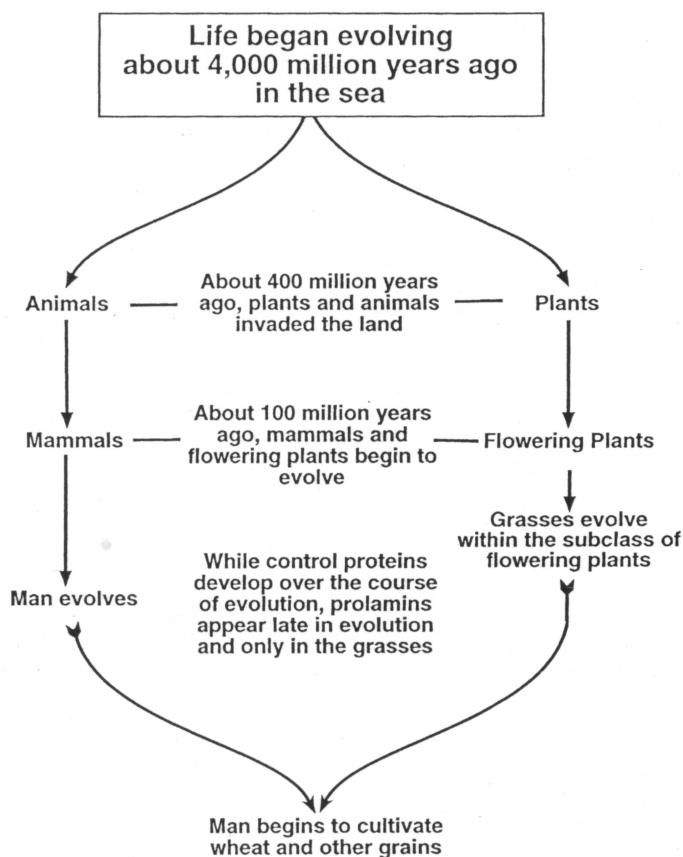 Life began evolving
about 4,000 million years ago
in the sea
Animals
About 400 million years
ago, plants and animals
invaded the land
Plants
Mammals
About 100 million years
ago, mammals and
flowering plants begin to
evolve
Flowering Plants
Grasses evolve
within the subclass of
flowering plants
Man evolves
While control proteins
develop over the course
of evolution, prolamins
appear late in evolution
and only in the grasses
Man begins to cultivate
wheat and other grains